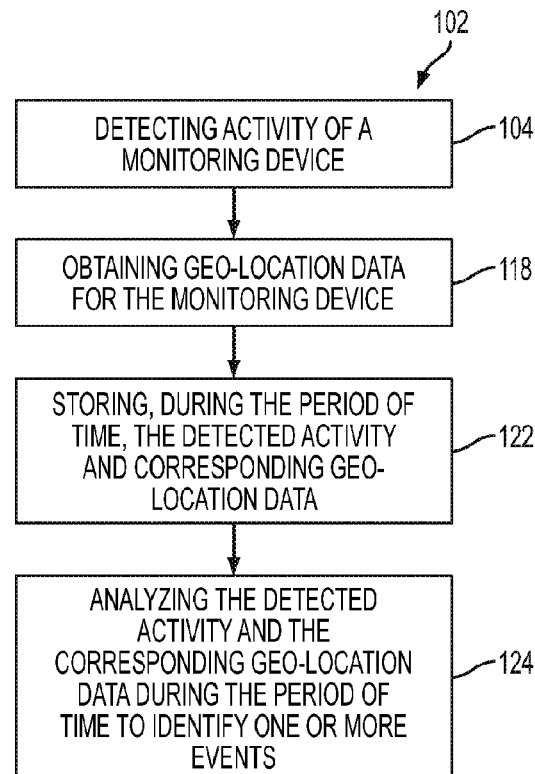 102
DETECTING ACTIVITY OF A
MONITORING DEVICE
104
OBTAINING GEO-LOCATION DATA
FOR THE MONITORING DEVICE
118
STORING, DURING THE PERIOD OF
TIME, THE DETECTED ACTIVITY
AND CORRESPONDING GEO-
LOCATION DATA
122
ANALYZING THE DETECTED
ACTIVITY AND THE
CORRESPONDING GEO-LOCATION
DATA DURING THE PERIOD OF
TIME TO IDENTIFY ONE OR MORE
EVENTS
124